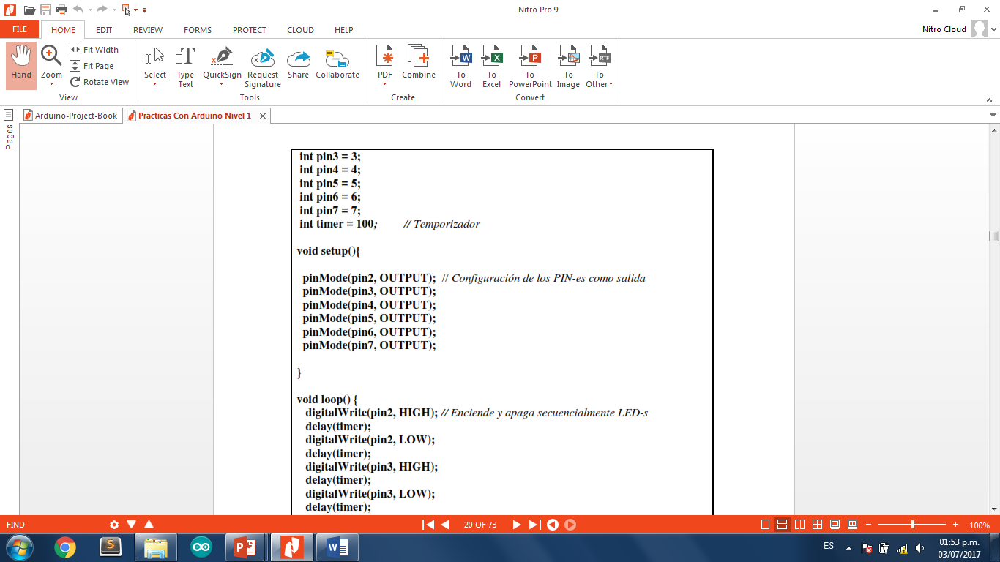 Nitro Pro 9
FILE
HOME
EDIT
REVIEW
FORMS
PROTECT
CLOUD
HELP
Nitro Cloud
Hand
Zoom
Fit Width
Fit Page
Rotate View
View
Select
Type Text
QuickSign
Request Signature
Share
Collaborate
Tools
PDF
Combine
Create
To Word
To Excel
To PowerPoint
To Image
To Other
Convert
Pages
Arduino-Project-Book
Practicas Con Arduino Nivel 1
int pin3 = 3;
int pin4 = 4;
int pin5 = 5;
int pin6 = 6;
int pin7 = 7;
int timer = 100; // Temporizador
void setup(){
pinMode(pin2, OUTPUT); // Configuración de los PIN-es como salida
pinMode(pin3, OUTPUT);
pinMode(pin4, OUTPUT);
pinMode(pin5, OUTPUT);
pinMode(pin6, OUTPUT);
pinMode(pin7, OUTPUT);
}
void loop() {
digitalWrite(pin2, HIGH); // Enciende y apaga secuencialmente LED-s
delay(timer);
digitalWrite(pin2, LOW);
delay(timer);
digitalWrite(pin3, HIGH);
delay(timer);
digitalWrite(pin3, LOW);
delay(timer);
FIND
20 OF 73
100%
ES
01:53 p.m.
03/07/2017